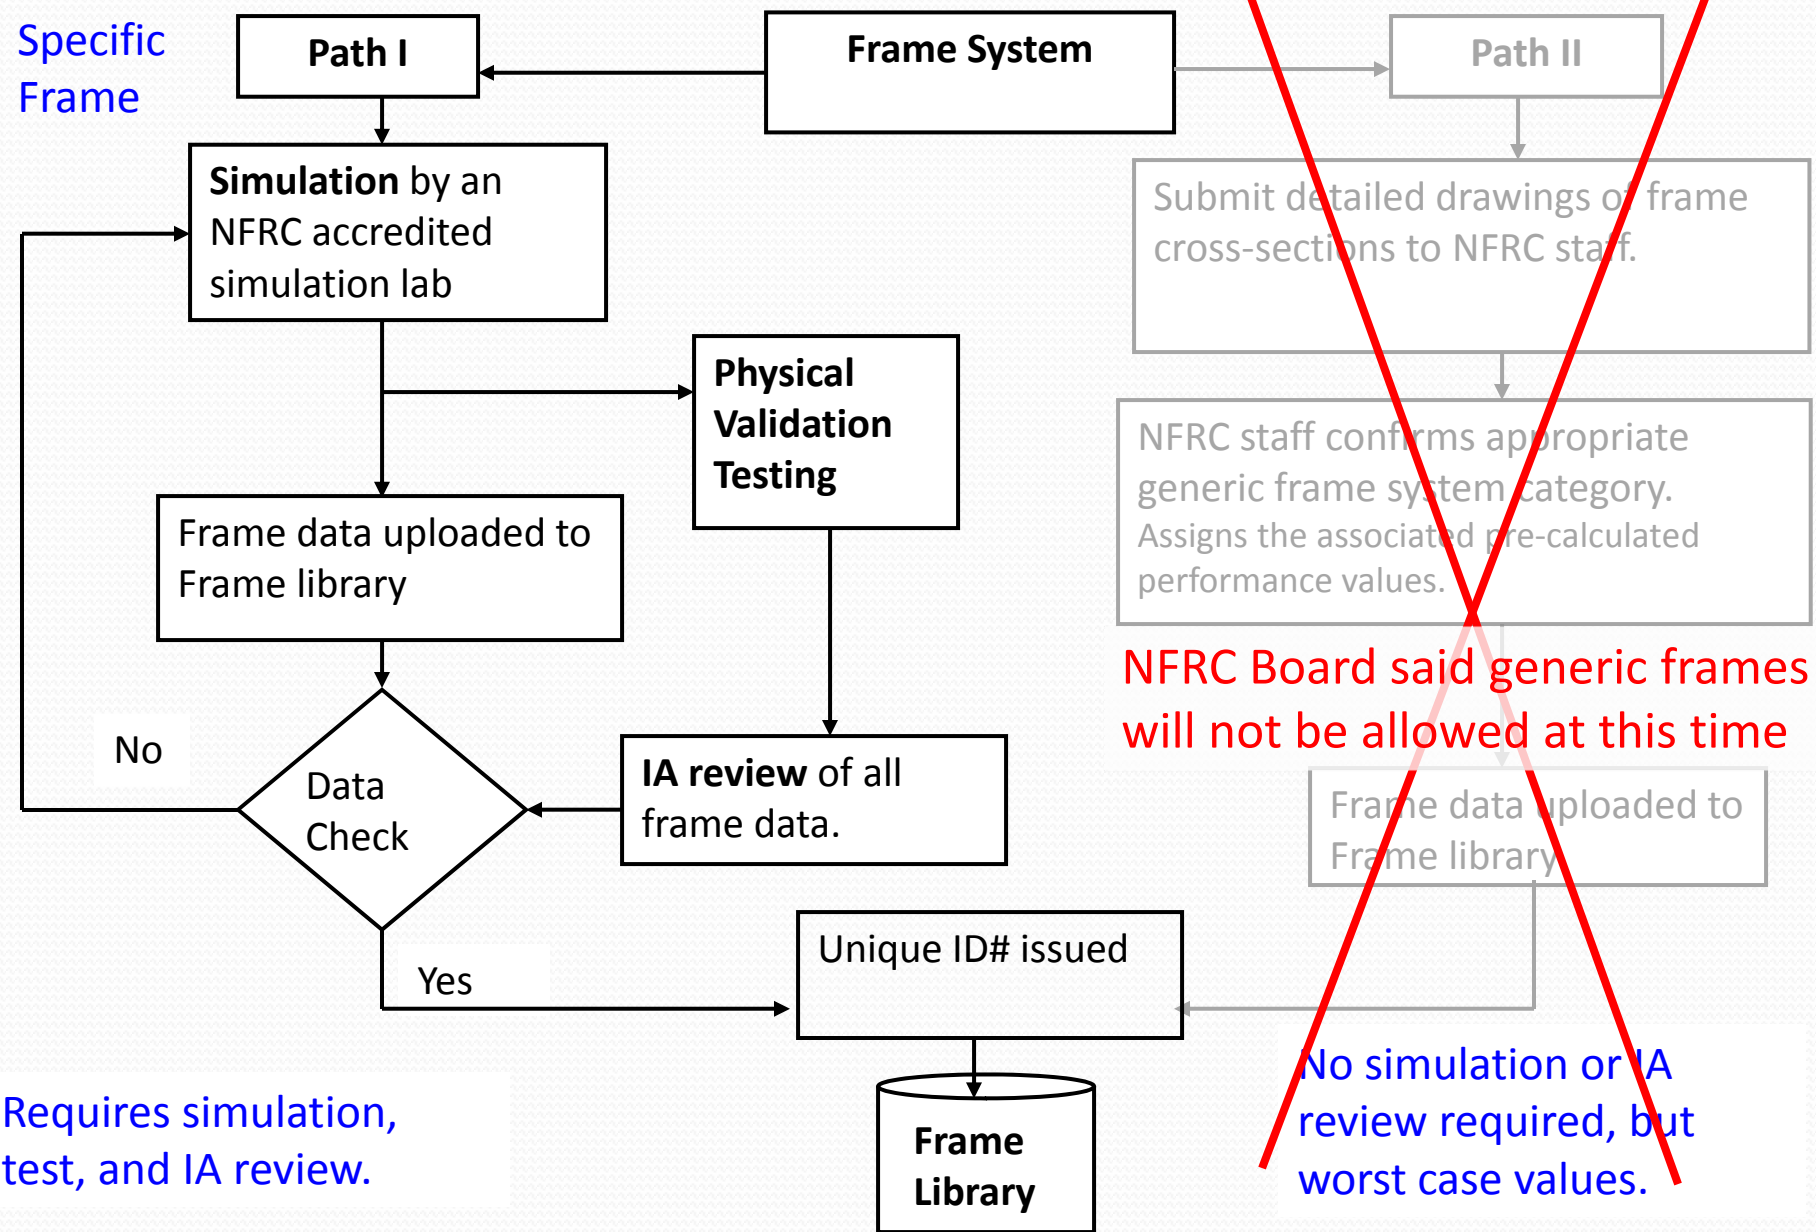 Specific
Frame
Path I
Frame System
Path II
Simulation by an
NFRC accredited
simulation lab
Submit detailed drawings of frame
cross-sections to NFRC staff.
Physical
Validation
Testing
NFRC staff confirms appropriate
generic frame system category.
Assigns the associated pre-calculated
performance values.
Frame data uploaded to
Frame library
NFRC Board said generic frames
will not be allowed at this time
No
Data
Check
IA review of all
frame data.
Frame data uploaded to
Frame library
Yes
Unique ID# issued
Requires simulation,
test, and IA review.
Frame
Library
No simulation or IA
review required, but
worst case values.